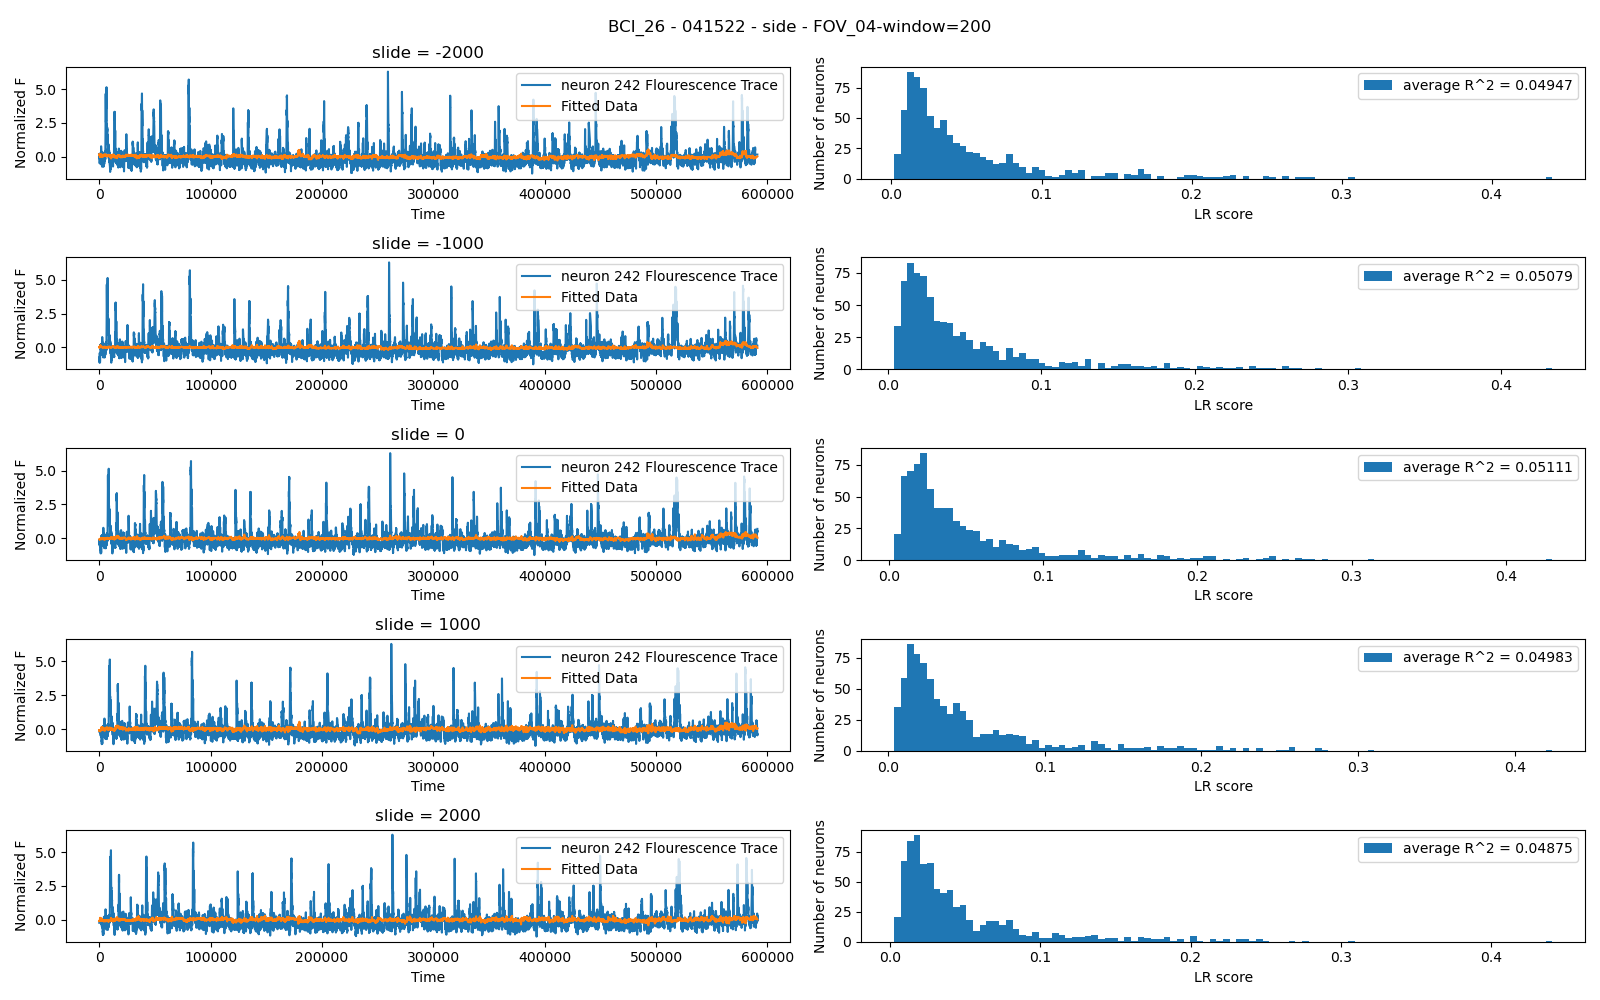 BCI_26 - 041522 - side - FOV_04-window=200
slide = -2000
Normalized F
5.0
2.5
0.0
neuron 242 Flourescence Trace
Fitted Data
0 100000 200000 300000 400000 500000 600000
Time
Number of neurons
75
50
25
0
average R^2 = 0.04947
0.0 0.1 0.2 0.3 0.4
LR score
slide = -1000
Normalized F
5.0
2.5
0.0
neuron 242 Flourescence Trace
Fitted Data
0 100000 200000 300000 400000 500000 600000
Time
Number of neurons
75
50
25
0
average R^2 = 0.05079
0.0 0.1 0.2 0.3 0.4
LR score
slide = 0
Normalized F
5.0
2.5
0.0
neuron 242 Flourescence Trace
Fitted Data
0 100000 200000 300000 400000 500000 600000
Time
Number of neurons
75
50
25
0
average R^2 = 0.05111
0.0 0.1 0.2 0.3 0.4
LR score
slide = 1000
Normalized F
5.0
2.5
0.0
neuron 242 Flourescence Trace
Fitted Data
0 100000 200000 300000 400000 500000 600000
Time
Number of neurons
75
50
25
0
average R^2 = 0.04983
0.0 0.1 0.2 0.3 0.4
LR score
slide = 2000
Normalized F
5.0
2.5
0.0
neuron 242 Flourescence Trace
Fitted Data
0 100000 200000 300000 400000 500000 600000
Time
Number of neurons
75
50
25
0
average R^2 = 0.04875
0.0 0.1 0.2 0.3 0.4
LR score